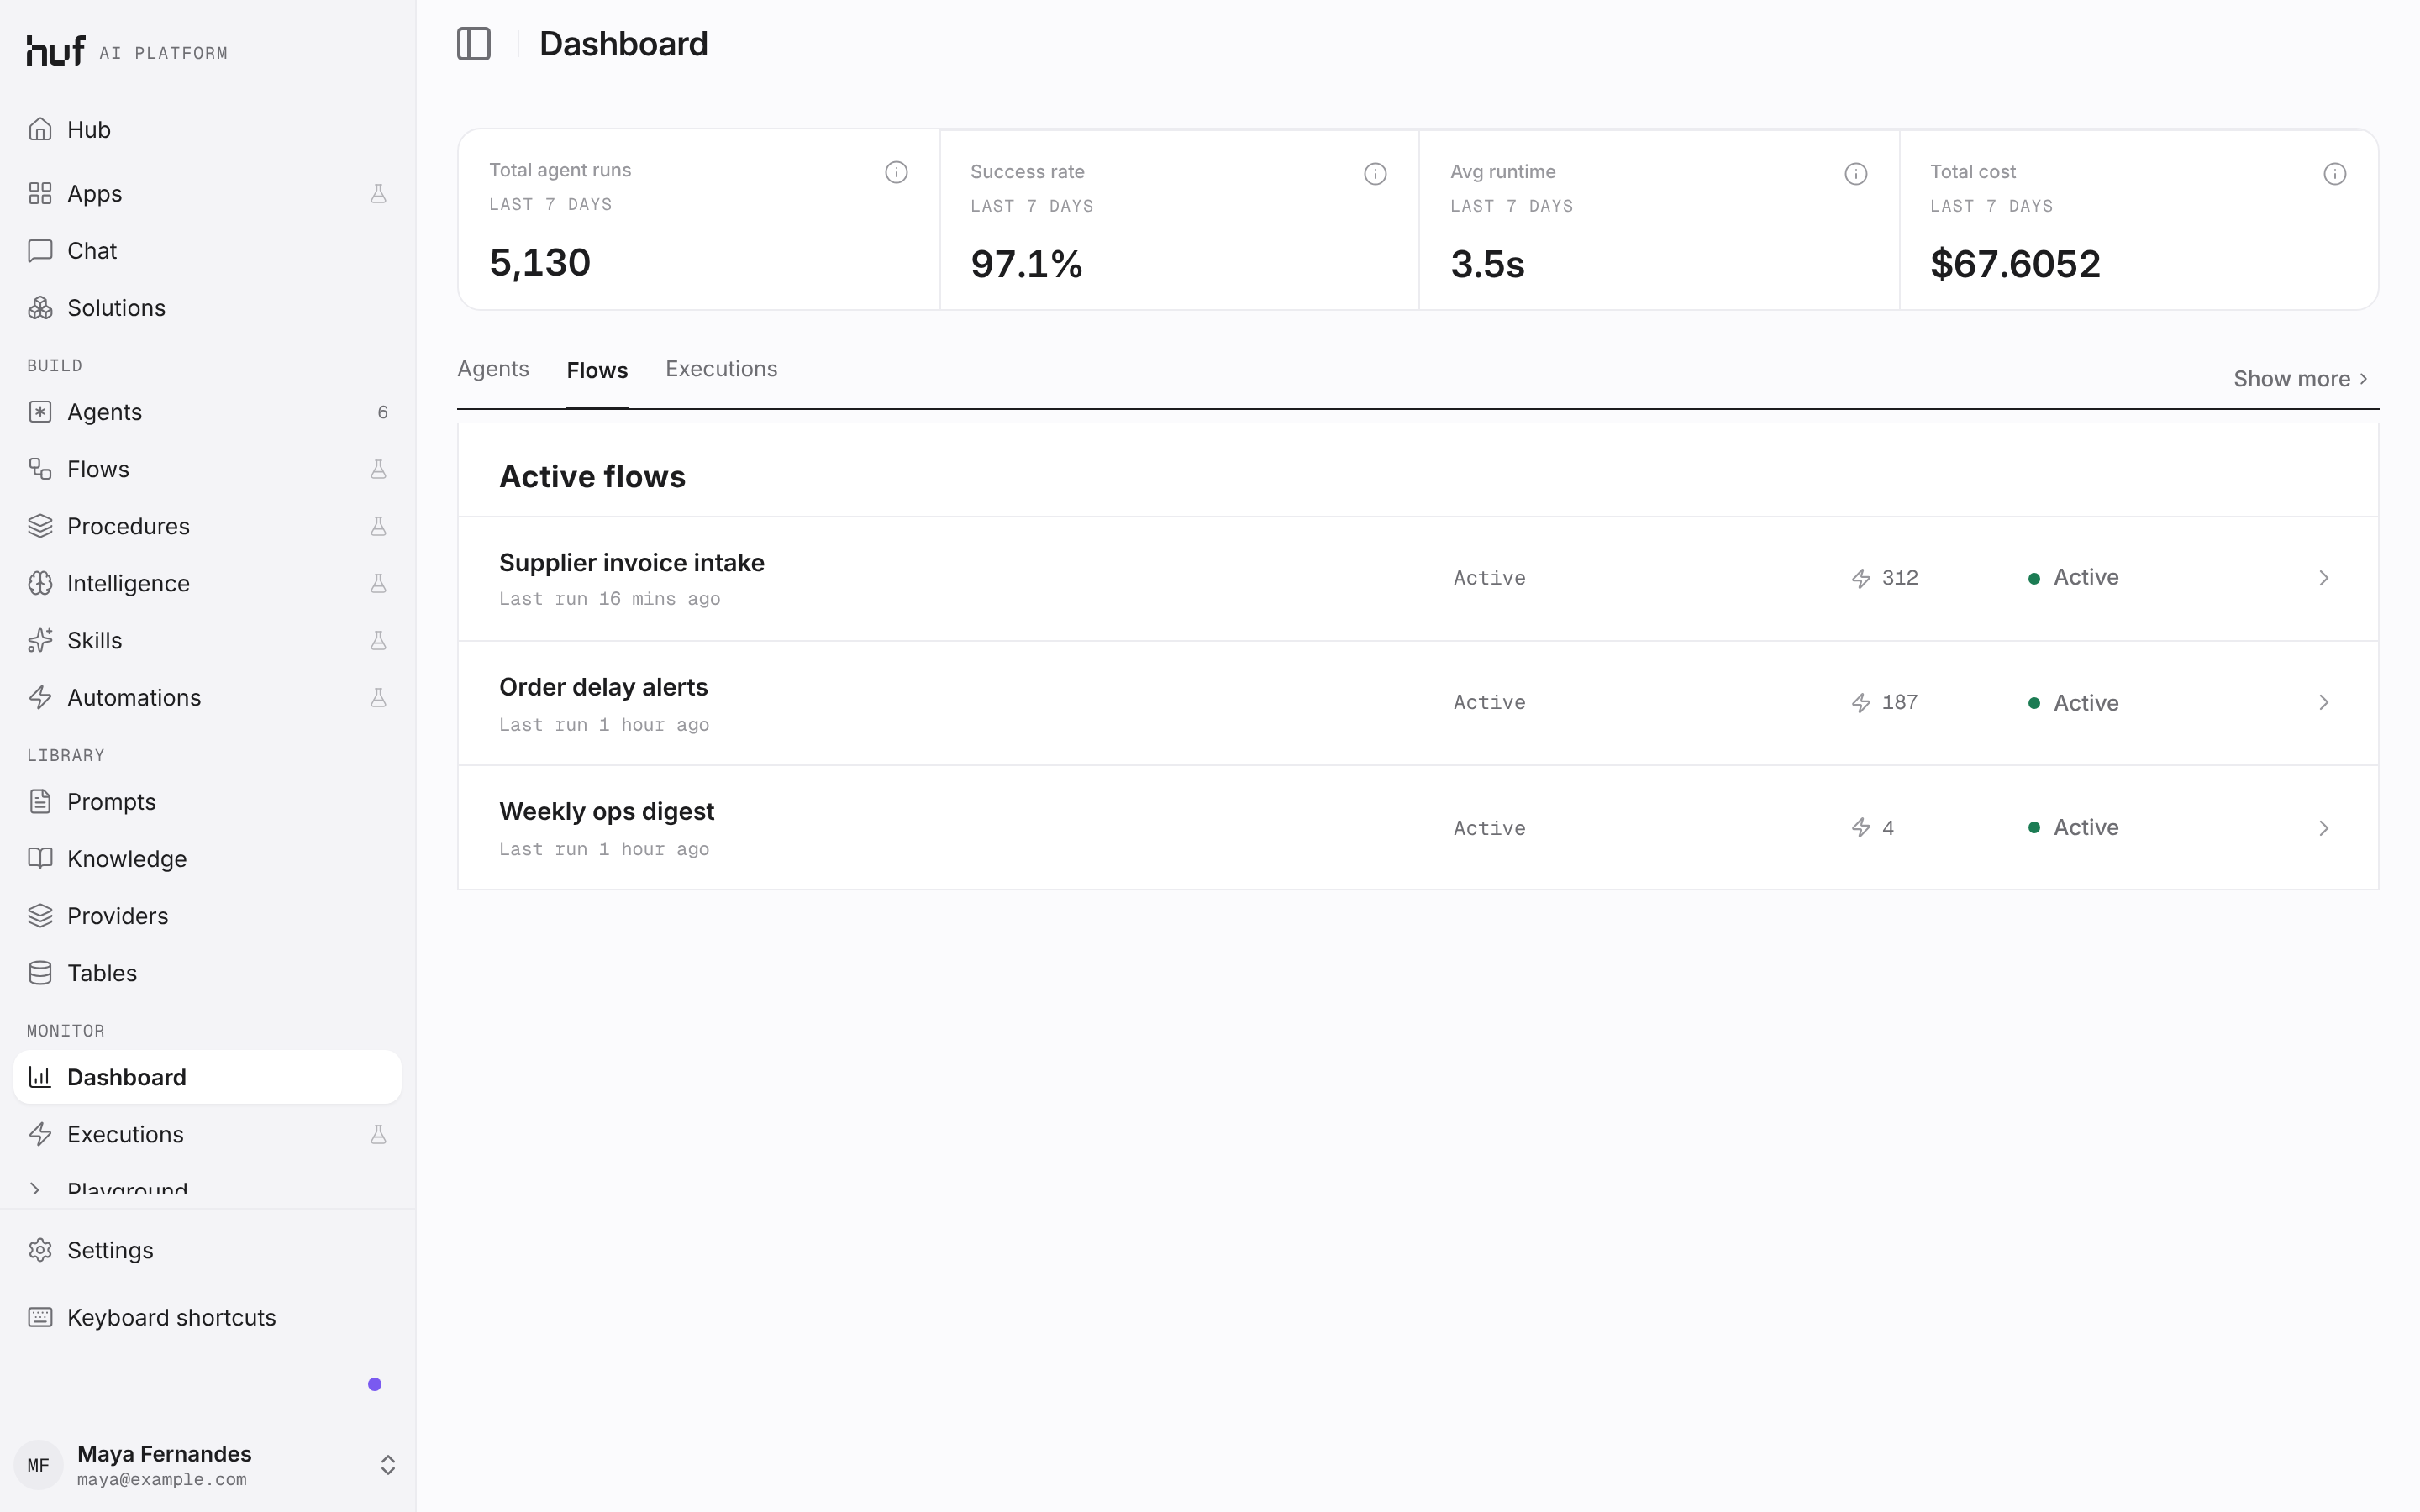 huf AI PLATFORM
Hub
Apps
Chat
Solutions
BUILD
Agents 6
Flows
Procedures
Intelligence
Skills
Automations
LIBRARY
Prompts
Knowledge
Providers
Tables
MONITOR
Dashboard
Executions
Playground
Settings
Keyboard shortcuts
MF
Maya Fernandes
maya@example.com
Dashboard
Total agent runs
LAST 7 DAYS
5,130
Success rate
LAST 7 DAYS
97.1%
Avg runtime
LAST 7 DAYS
3.5s
Total cost
LAST 7 DAYS
$67.6052
Agents Flows Executions Show more
Active flows
Supplier invoice intake
Last run 16 mins ago
Active 312 Active
Order delay alerts
Last run 1 hour ago
Active 187 Active
Weekly ops digest
Last run 1 hour ago
Active 4 Active